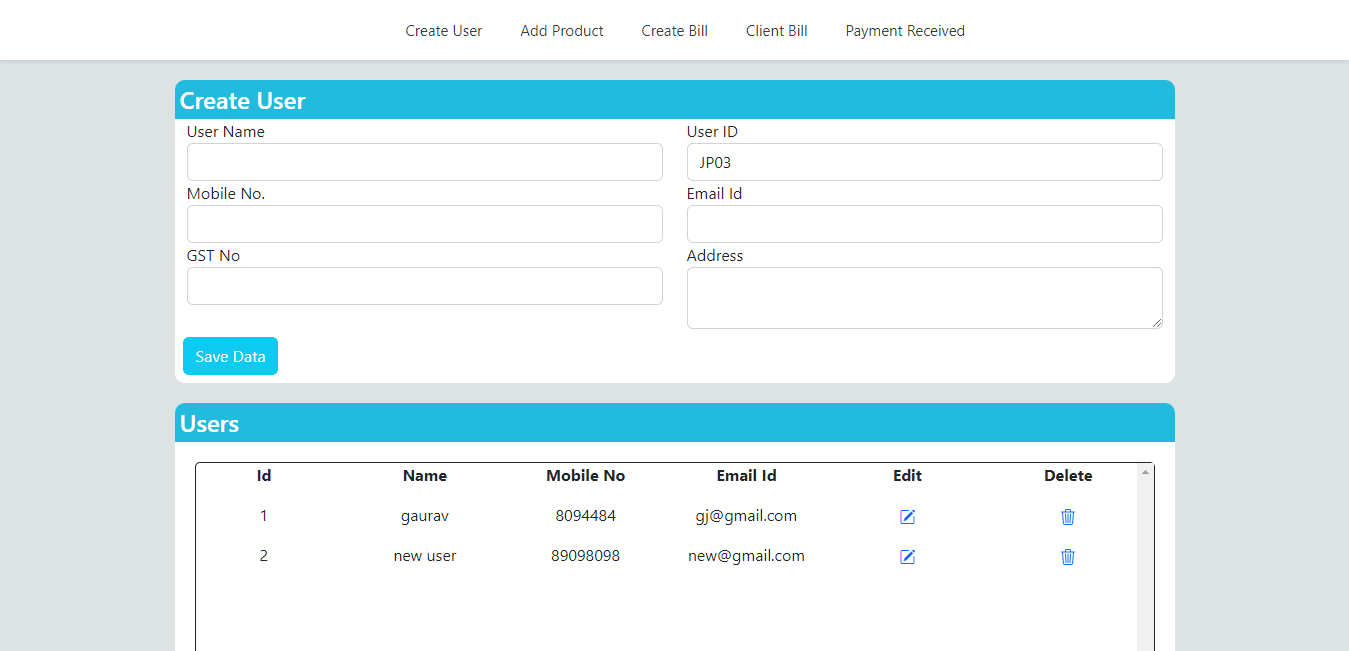 Create User Add Product Create Bill Client Bill Payment Received
Create User
User Name User ID
JP03
Mobile No. Email Id
GST No Address
Save Data
Users
Id Name Mobile No Email Id Edit Delete
1 gaurav 8094484 gj@gmail.com
2 new user 89098098 new@gmail.com